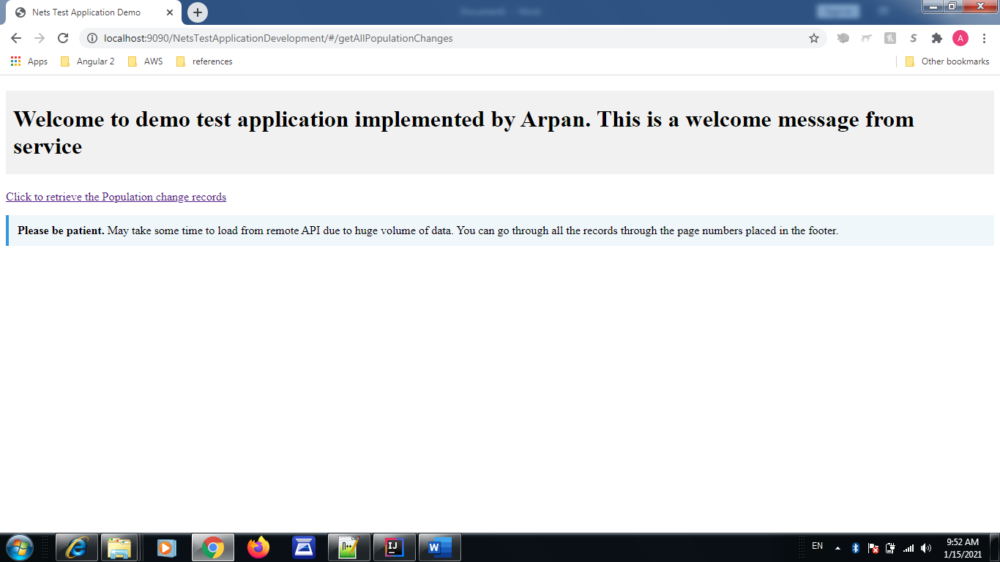 Nets Test Application Demo
localhost:9090/NetsTestApplicationDevelopment/#/getAllPopulationChanges
A
Apps
Angular 2
AWS
references
Other bookmarks
Welcome to demo test application implemented by Arpan. This is a welcome message from
service
Click to retrieve the Population change records
Please be patient. May take some time to load from remote API due to huge volume of data. You can go through all the records through the page numbers placed in the footer.
EN
9:52 AM
1/15/2021